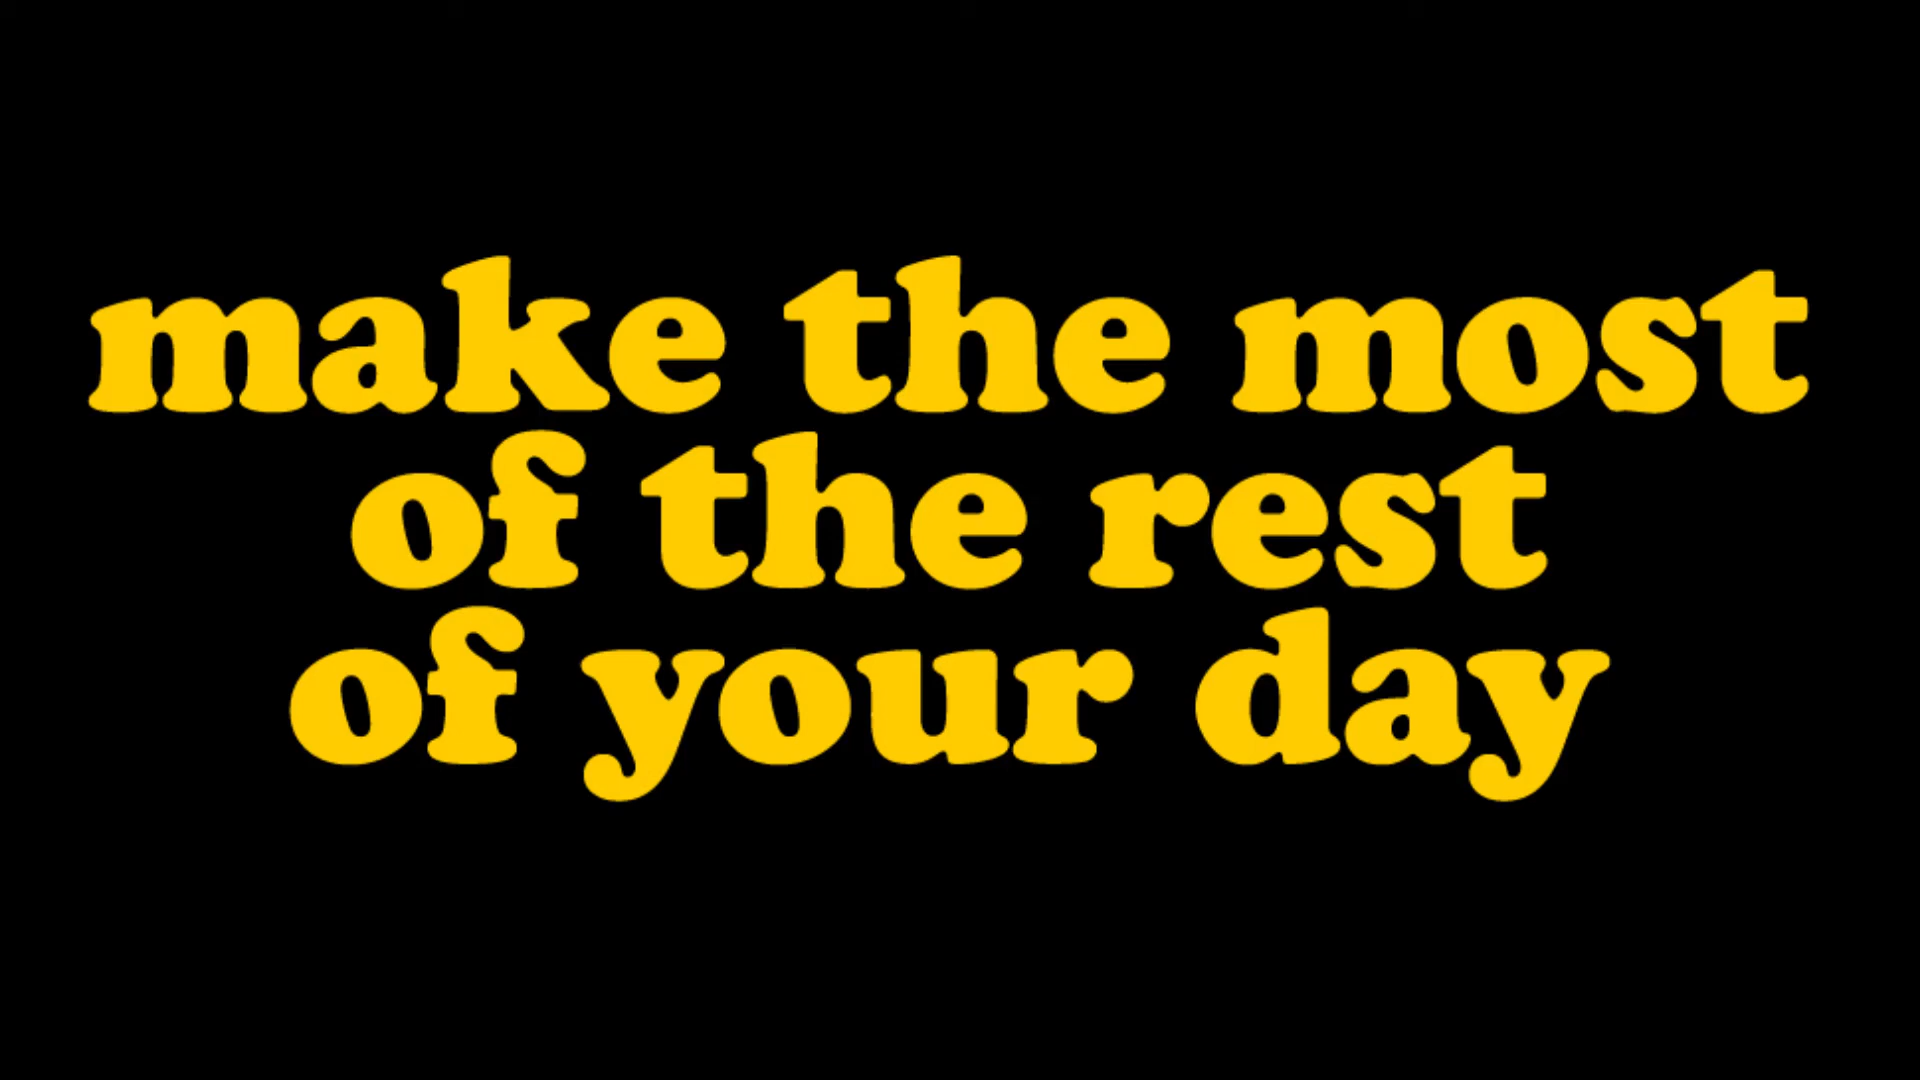 make the most
of the rest
of your day